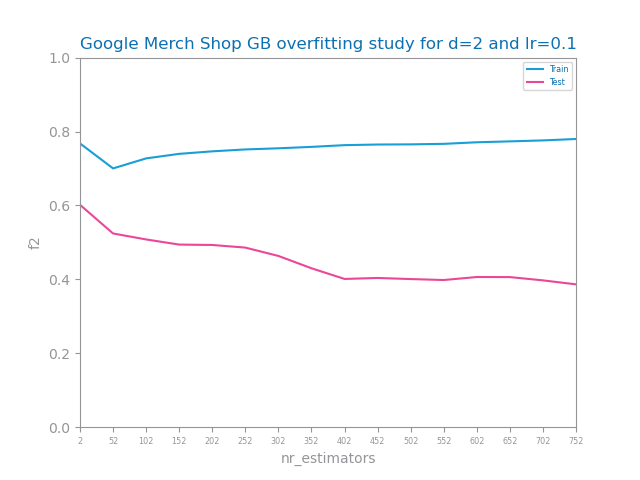 Google Merch Shop GB overfitting study for d=2 and lr=0.1
1.0
0.8
0.6
0.4
0.2
0.0
f2
Train
Test
2 52 102 152 202 252 302 352 402 452 502 552 602 652 702 752
nr_estimators